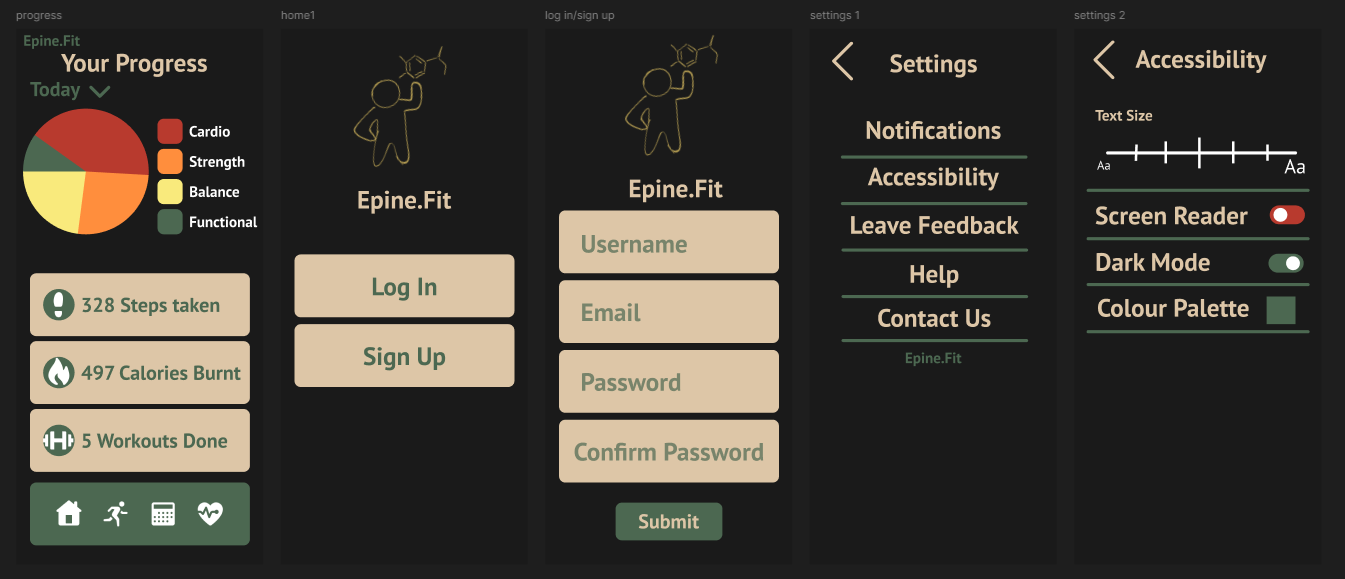 progress
Epine.Fit
Your Progress
Today
Cardio
Strength
Balance
Functional
328 Steps taken
497 Calories Burnt
5 Workouts Done
home1
Epine.Fit
Log In
Sign Up
log in/sign up
Epine.Fit
Username
Email
Password
Confirm Password
Submit
settings 1
Settings
Notifications
Accessibility
Leave Feedback
Help
Contact Us
Epine.Fit
settings 2
Accessibility
Text Size
Aa Aa
Screen Reader
Dark Mode
Colour Palette